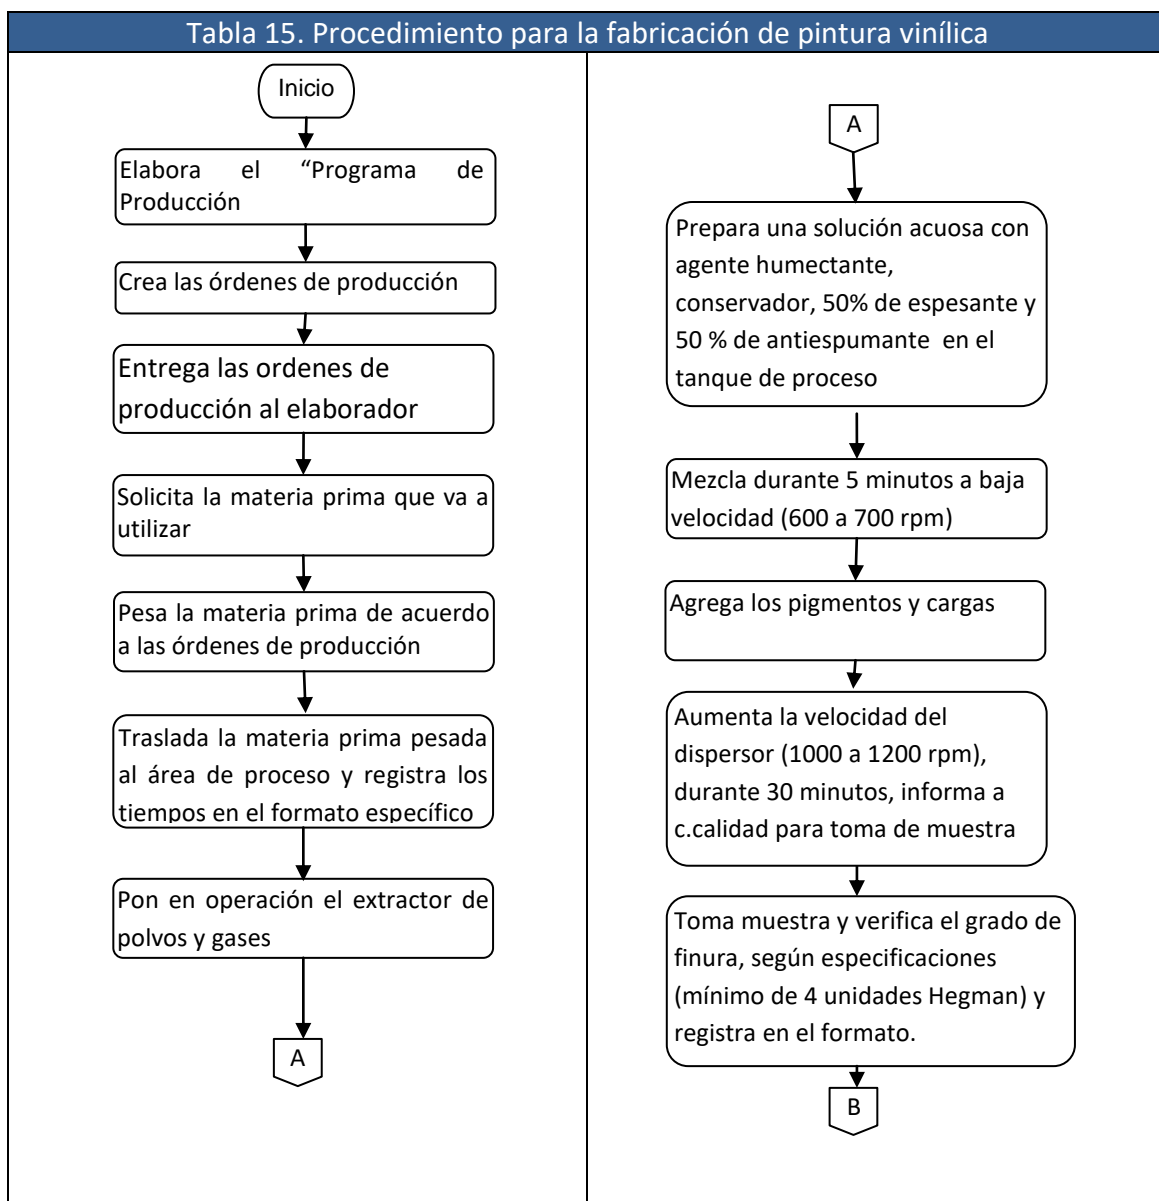 Tabla 15. Procedimiento para la fabricación de pintura vinílica
Inicio
Elabora el “Programa de
Producción
Crea las órdenes de producción
Entrega las ordenes de
producción al elaborador
Solicita la materia prima que va a
utilizar
Pesa la materia prima de acuerdo
a las órdenes de producción
Traslada la materia prima pesada
al área de proceso y registra los
tiempos en el formato específico
Pon en operación el extractor de
polvos y gases
A
A
Prepara una solución acuosa con
agente humectante,
conservador, 50% de espesante y
50 % de antiespumante en el
tanque de proceso
Mezcla durante 5 minutos a baja
velocidad (600 a 700 rpm)
Agrega los pigmentos y cargas
Aumenta la velocidad del
dispersor (1000 a 1200 rpm),
durante 30 minutos, informa a
c.calidad para toma de muestra
Toma muestra y verifica el grado de
finura, según especificaciones
(mínimo de 4 unidades Hegman) y
registra en el formato.
B